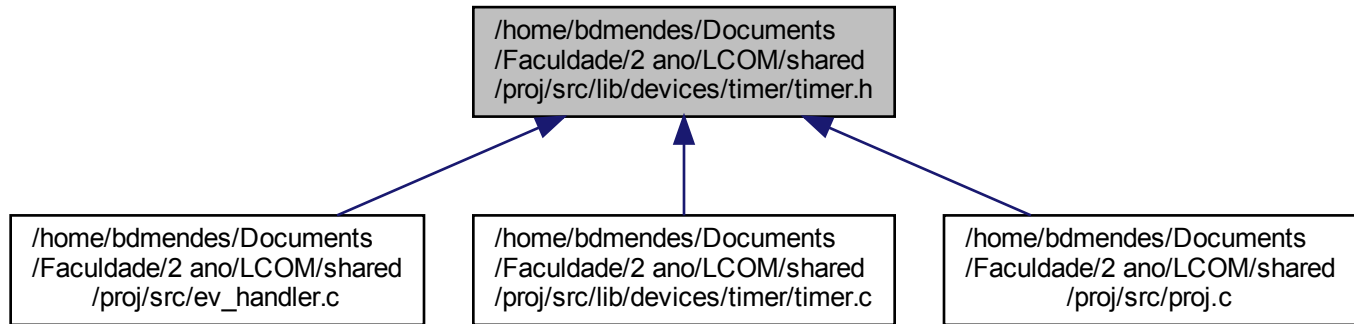 /home/bdmendes/Documents
/Faculdade/2 ano/LCOM/shared
/proj/src/lib/devices/timer/timer.h
/home/bdmendes/Documents
/Faculdade/2 ano/LCOM/shared
/proj/src/ev_handler.c
/home/bdmendes/Documents
/Faculdade/2 ano/LCOM/shared
/proj/src/lib/devices/timer/timer.c
/home/bdmendes/Documents
/Faculdade/2 ano/LCOM/shared
/proj/src/proj.c